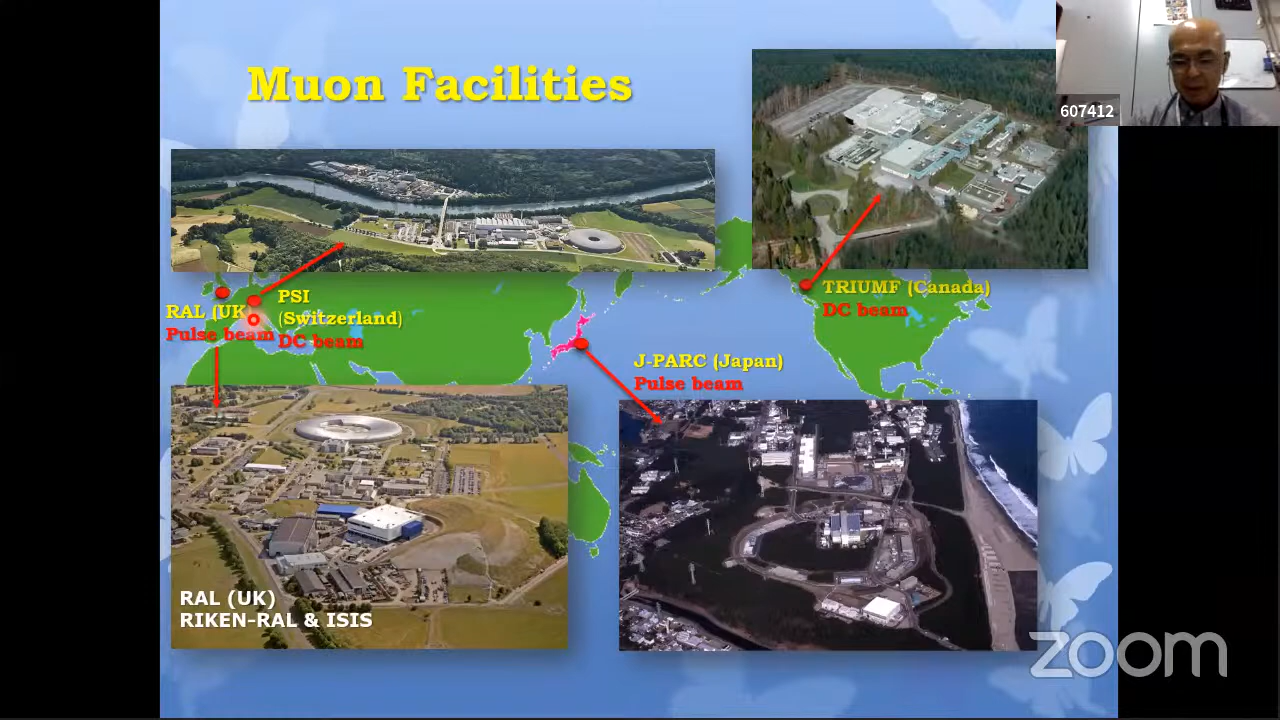 Muon Facilities
607412
RAL (UK
Pulse beam
PSI
(Switzerland)
DC beam
TRIUMF (Canada)
DC beam
J-PARC (Japan)
Pulse beam
RAL (UK)
RIKEN-RAL & ISIS
zoom